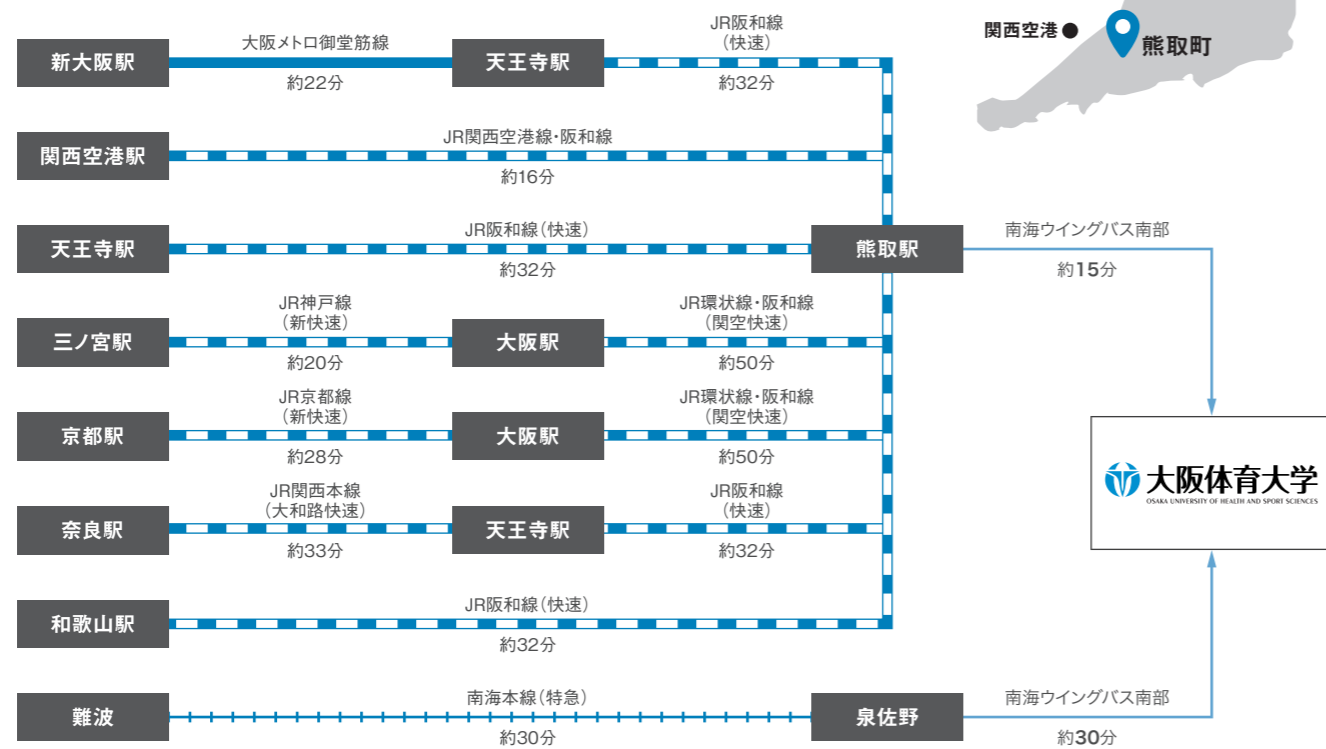 関西空港
熊取町
新大阪駅
大阪メトロ御堂筋線
約22分
天王寺駅
JR阪和線
(快速)
約32分
関西空港駅
JR関西空港線・阪和線
約16分
天王寺駅
JR阪和線(快速)
約32分
熊取駅
南海ウイングバス南部
約15分
三ノ宮駅
JR神戸線
(新快速)
約20分
大阪駅
JR環状線・阪和線
(関空快速)
約50分
京都駅
JR京都線
(新快速)
約28分
大阪駅
JR環状線・阪和線
(関空快速)
約50分
大阪体育大学
OSAKA UNIVERSITY OF HEALTH AND SPORT SCIENCES
奈良駅
JR関西本線
(大和路快速)
約33分
天王寺駅
JR阪和線
(快速)
約32分
和歌山駅
JR阪和線(快速)
約32分
難波
南海本線(特急)
約30分
泉佐野
南海ウイングバス南部
約30分